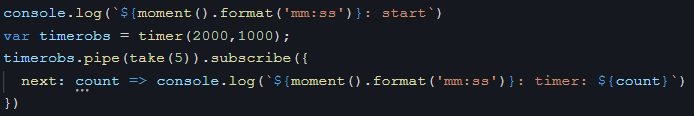 console.log(`${moment().format('mm:ss')}: start`)
var timerobs = timer(2000,1000);
timerobs.pipe(take(5)).subscribe({
  next: count => console.log(`${moment().format('mm:ss')}: timer: ${count}`)
})